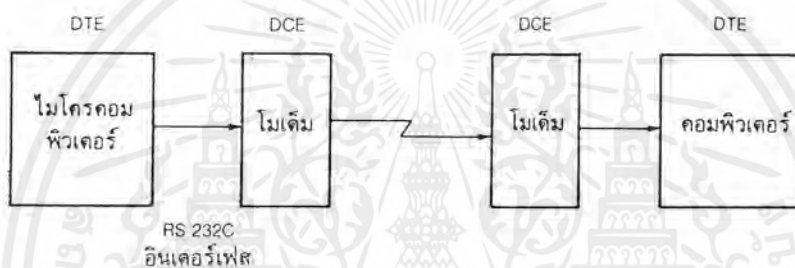 DTE DCE DCE DTE
ไมโครคอม
พิวเตอร์
โมเด็ม
โมเด็ม
คอมพิวเตอร์
RS 232C
อินเตอร์เฟส